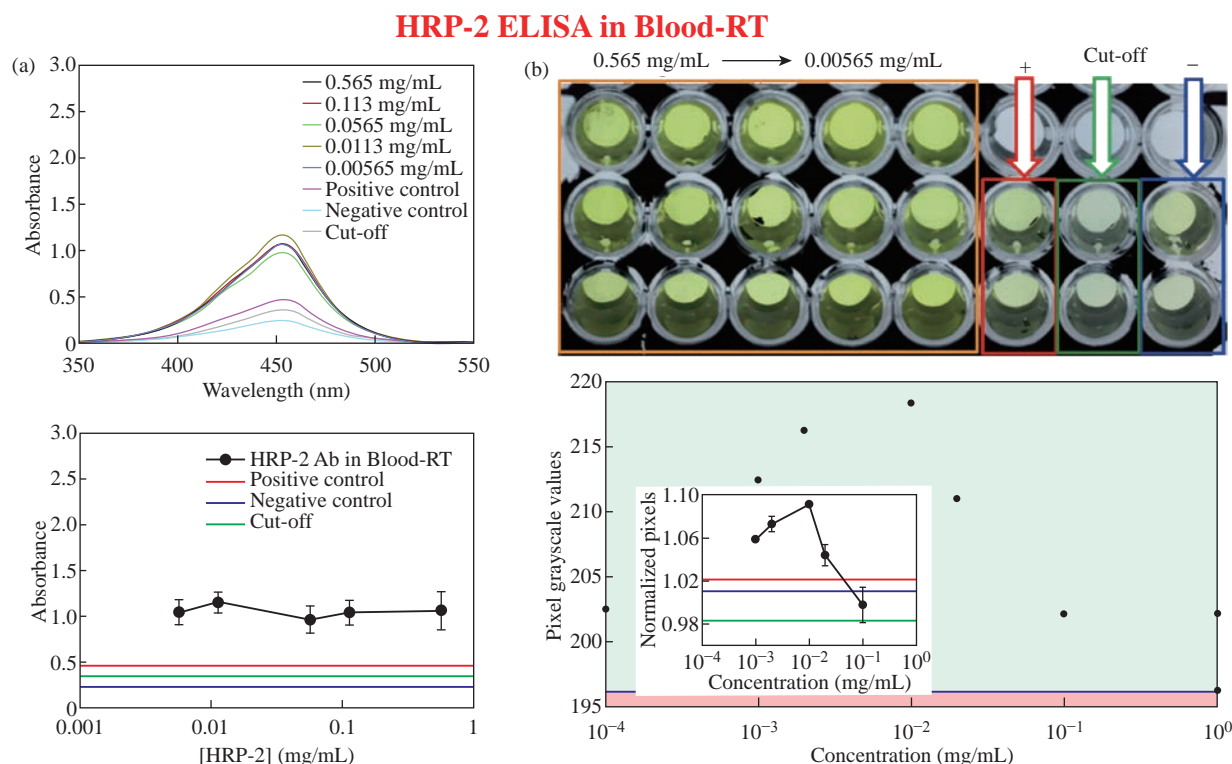 HRP-2 ELISA in Blood-RT
(a)
3.0
2.5
2.0
1.5
1.0
0.5
0
Absorbance
0.565 mg/mL
0.113 mg/mL
0.0565 mg/mL
0.0113 mg/mL
0.00565 mg/mL
Positive control
Negative control
Cut-off
350 400 450 500 550
Wavelength (nm)
3.0
2.5
2.0
1.5
1.0
0.5
0
Absorbance
HRP-2 Ab in Blood-RT
Positive control
Negative control
Cut-off
0.001 0.01 0.1 1
[HRP-2] (mg/mL)
(b)
0.565 mg/mL → 0.00565 mg/mL
+ Cut-off −
220
215
210
205
200
195
Pixel grayscale values
1.10
1.06
1.02
0.98
Normalized pixels
10⁻⁴ 10⁻³ 10⁻² 10⁻¹ 10⁰
Concentration (mg/mL)
10⁻⁴ 10⁻³ 10⁻² 10⁻¹ 10⁰
Concentration (mg/mL)